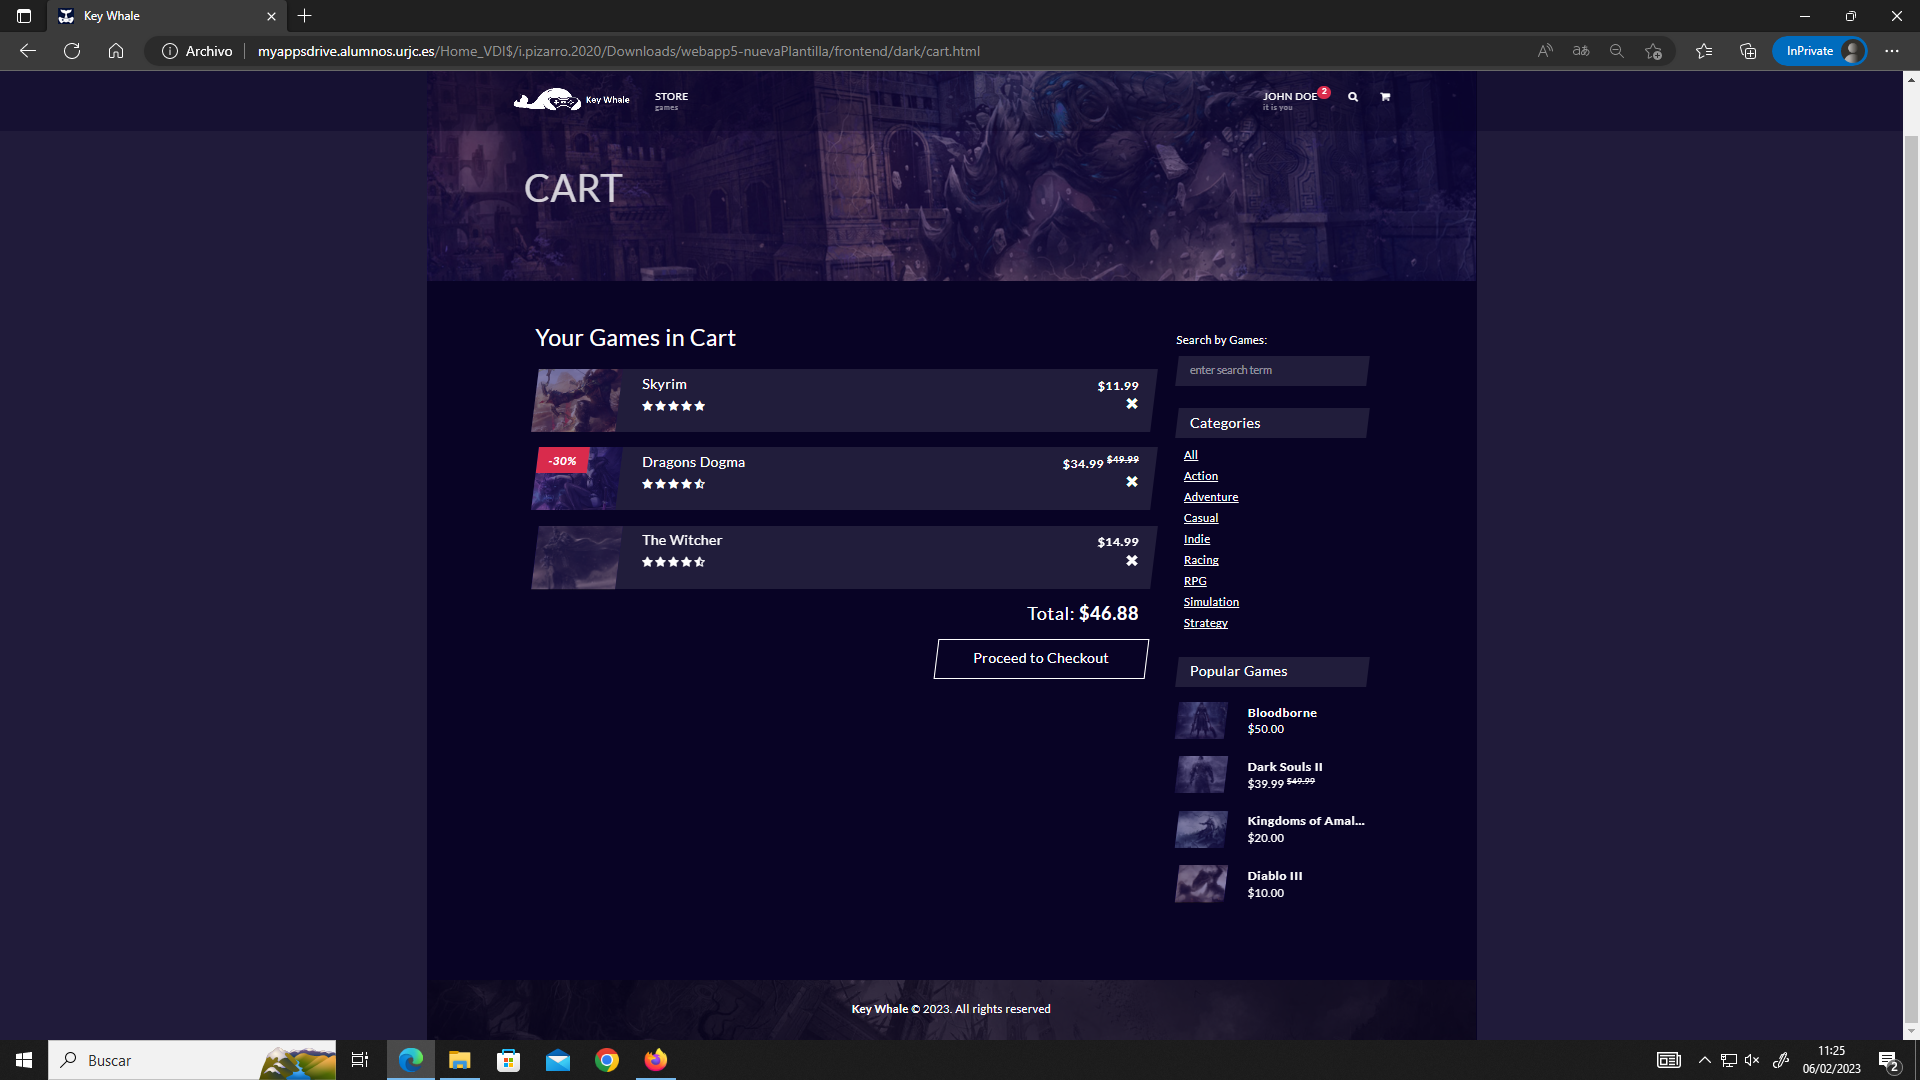 Key Whale
Archivo
myappsdrive.alumnos.urjc.es/Home_VDI$/i.pizarro.2020/Downloads/webapp5-nuevaPlantilla/frontend/dark/cart.html
InPrivate
Key Whale
STORE
games
JOHN DOE
2
it is you
CART
Your Games in Cart
Skyrim
$11.99
-30%
Dragons Dogma
$34.99 $49.99
The Witcher
$14.99
Total: $46.88
Proceed to Checkout
Search by Games:
enter search term
Categories
All
Action
Adventure
Casual
Indie
Racing
RPG
Simulation
Strategy
Popular Games
Bloodborne
$50.00
Dark Souls II
$39.99 $49.99
Kingdoms of Amal...
$20.00
Diablo III
$10.00
Key Whale © 2023. All rights reserved
Buscar
11:25
06/02/2023
2